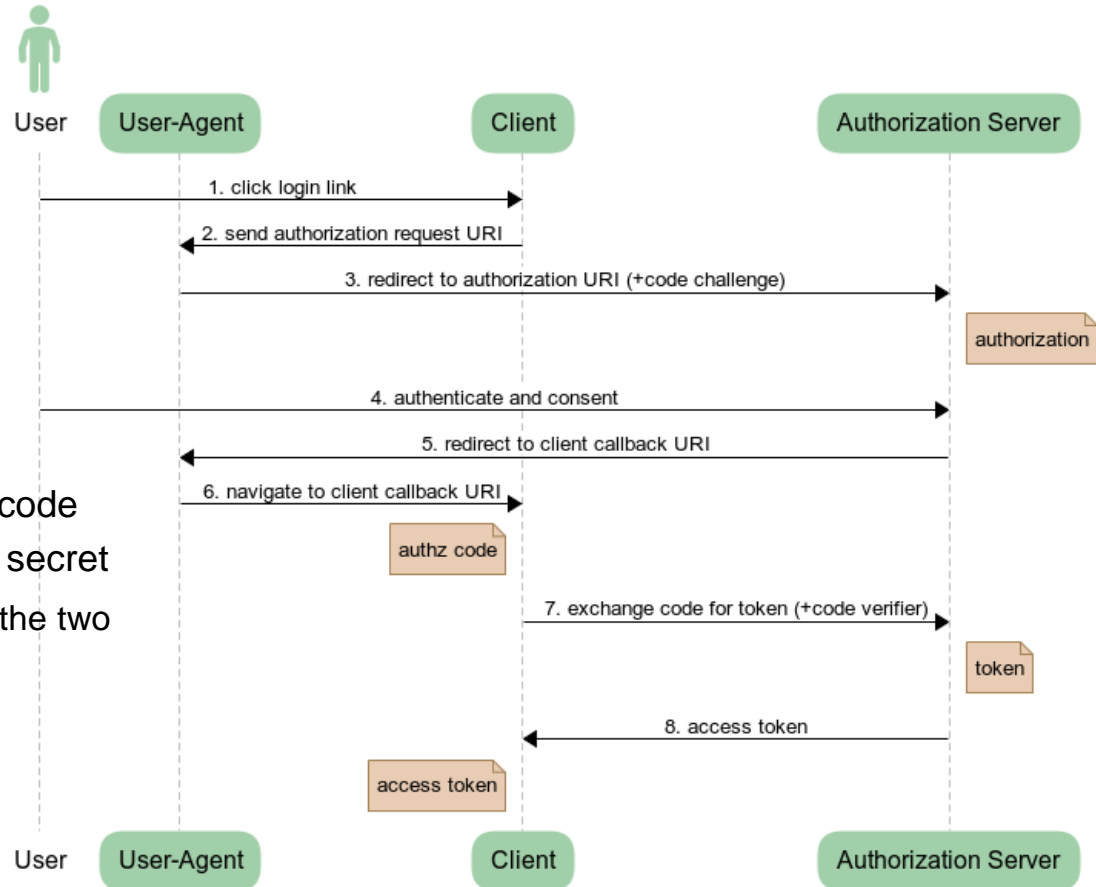 User
User-Agent
Client
Authorization Server
1. click login link
2. send authorization request URI
3. redirect to authorization URI (+code challenge)
authorization
4. authenticate and consent
5. redirect to client callback URI
6. navigate to client callback URI
code
authz code
secret
7. exchange code for token (+code verifier)
the two
token
8. access token
access token
User
User-Agent
Client
Authorization Server